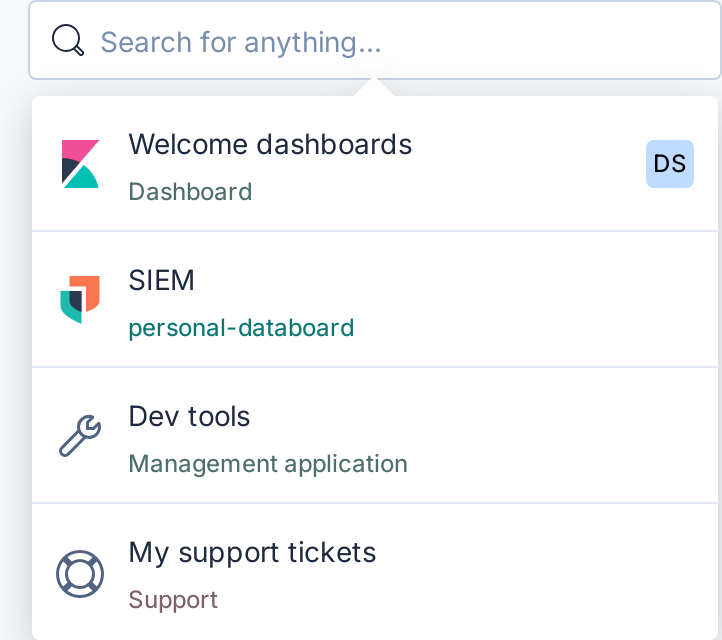 Search for anything...
Welcome dashboards
Dashboard
DS
SIEM
personal-databoard
Dev tools
Management application
My support tickets
Support